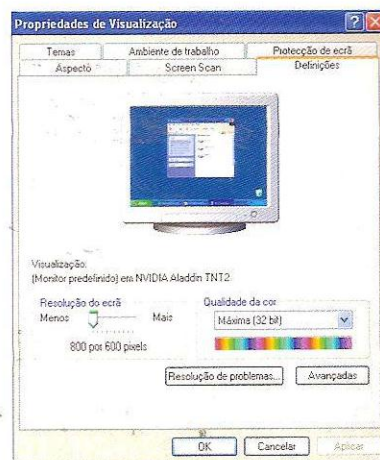 Propriedades de Visualização
Temas Ambiente de trabalho Protecção de ecrã
Aspecto Screen Scan Definições
Visualização:
(Monitor predefinido) em NVIDIA Aladdin TNT2
Resolução do ecrã
Menos Mais
800 por 600 pixels
Qualidade da cor
Máxima (32 bit)
Resolução de problemas... Avançadas
OK Cancelar Aplicar